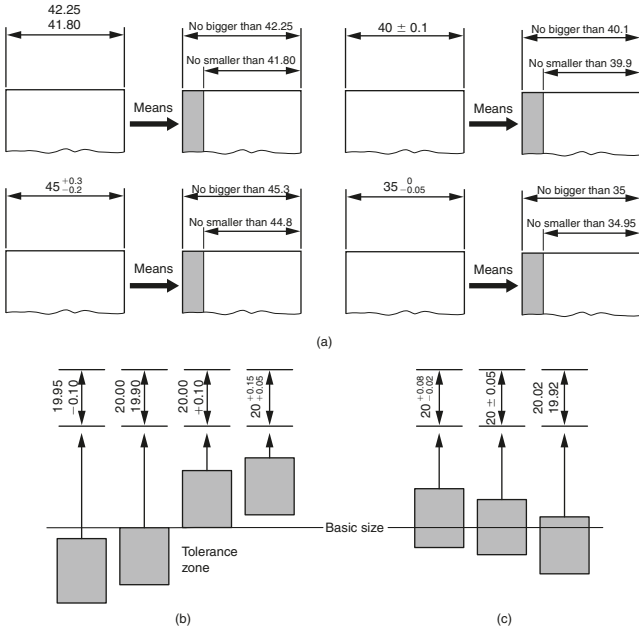 42.25
41.80
Means
No bigger than 42.25
No smaller than 41.80
40 ± 0.1
Means
No bigger than 40.1
No smaller than 39.9
45 +0.3
−0.2
Means
No bigger than 45.3
No smaller than 44.8
35 0
−0.05
Means
No bigger than 35
No smaller than 34.95
(a)
19.95
−0.10
20.00
19.90
20.00
+0.10
20 +0.15
+0.05
20 +0.08
−0.02
20 ± 0.05
20.02
19.92
Basic size
Tolerance
zone
(b)
(c)